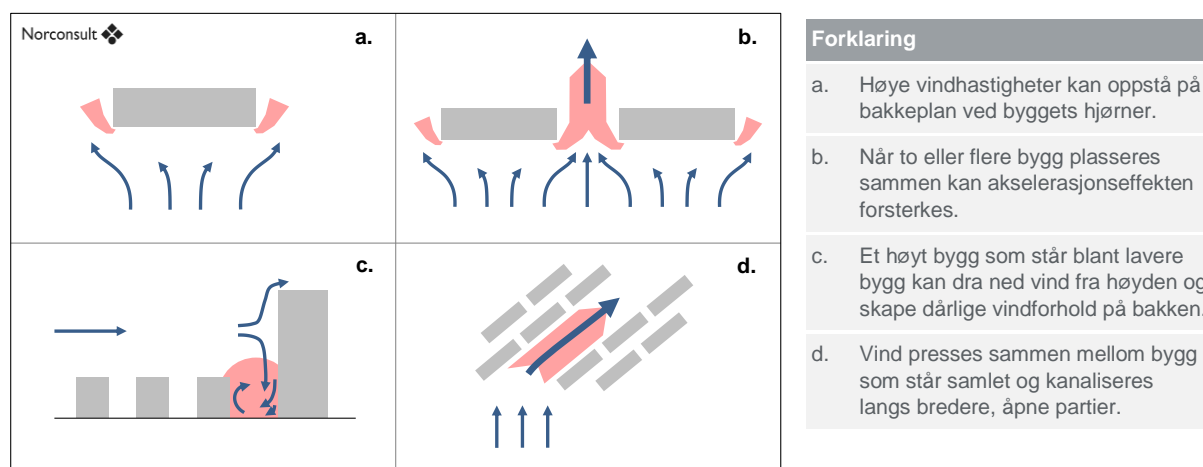 Norconsult
a.
b.
c.
d.
Forklaring
a. Høye vindhastigheter kan oppstå på
bakkeplan ved byggets hjørner.
b. Når to eller flere bygg plasseres
sammen kan akselerasjonseffekten
forsterkes.
c. Et høyt bygg som står blant lavere
bygg kan dra ned vind fra høyden og
skape dårlige vindforhold på bakken.
d. Vind presses sammen mellom bygg
som står samlet og kanaliseres
langs bredere, åpne partier.